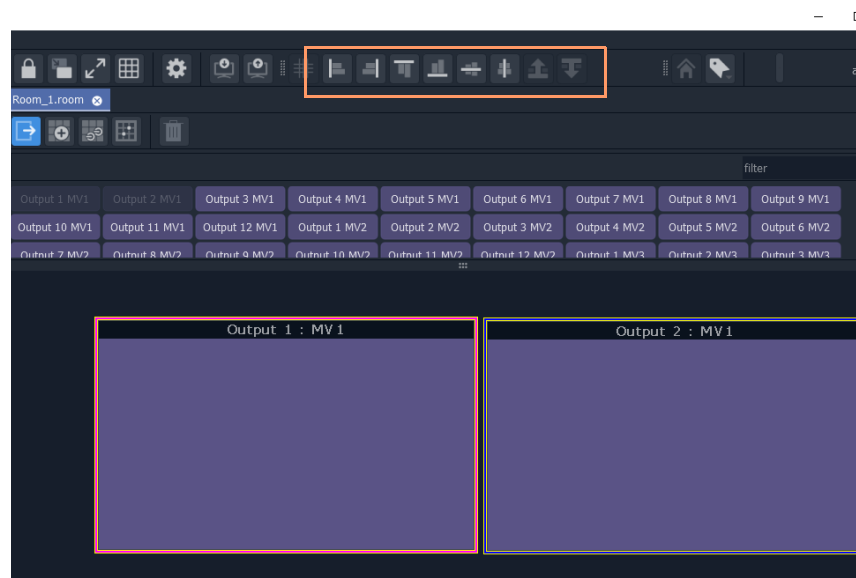 Room_1.room
filter
Output 1 MV1 Output 2 MV1 Output 3 MV1 Output 4 MV1 Output 5 MV1 Output 6 MV1 Output 7 MV1 Output 8 MV1 Output 9 MV1
Output 10 MV1 Output 11 MV1 Output 12 MV1 Output 1 MV2 Output 2 MV2 Output 3 MV2 Output 4 MV2 Output 5 MV2 Output 6 MV2
Output 7 MV2 Output 8 MV2 Output 9 MV2 Output 10 MV2 Output 11 MV2 Output 12 MV2 Output 1 MV3 Output 2 MV3 Output 3 MV3
Output 1 : MV1 Output 2 : MV1